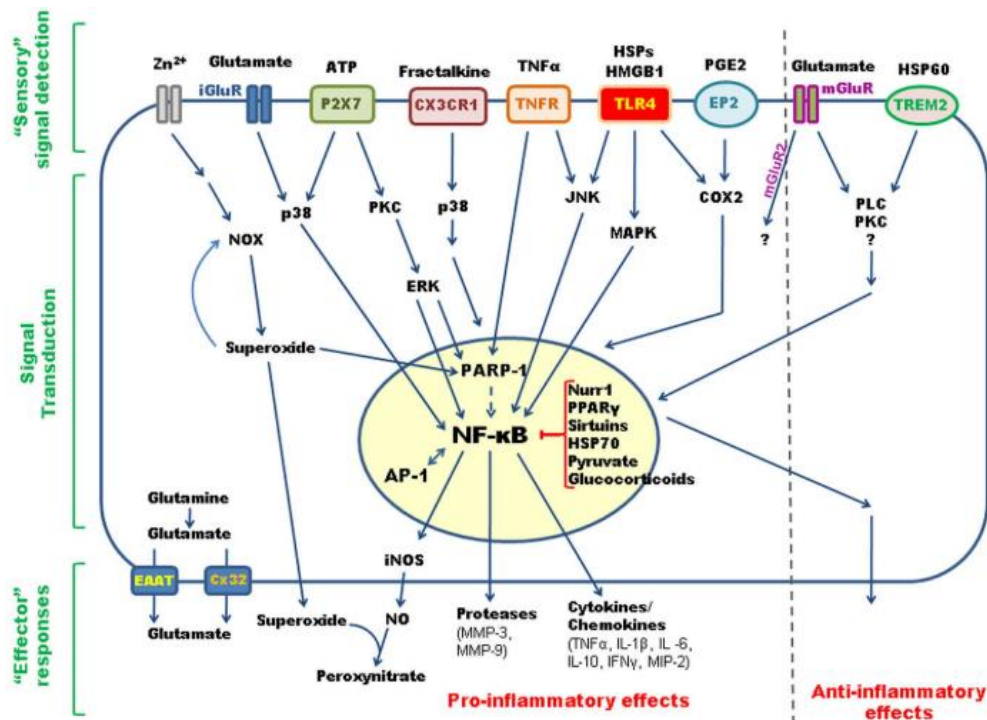 "Sensory"
signal detection
Signal
Transduction
"Effector"
responses
Zn²⁺
Glutamate
iGluR
ATP
P2X7
Fractalkine
CX3CR1
TNFα
TNFR
HSPs
HMGB1
TLR4
PGE2
EP2
Glutamate
mGluR
HSP60
TREM2
mGluR2
p38
PKC
p38
JNK
COX2
PLC
PKC
?
?
NOX
MAPK
ERK
Superoxide
PARP-1
NF-κB
AP-1
Nurr1
PPARγ
Sirtuins
HSP70
Pyruvate
Glucocorticoids
Glutamine
Glutamate
EAAT
Cx32
Glutamate
iNOS
Superoxide
NO
Peroxynitrate
Proteases
(MMP-3,
MMP-9)
Cytokines/
Chemokines
(TNFα, IL-1β, IL -6,
IL-10, IFNγ, MIP-2)
Pro-inflammatory effects
Anti-inflammatory
effects